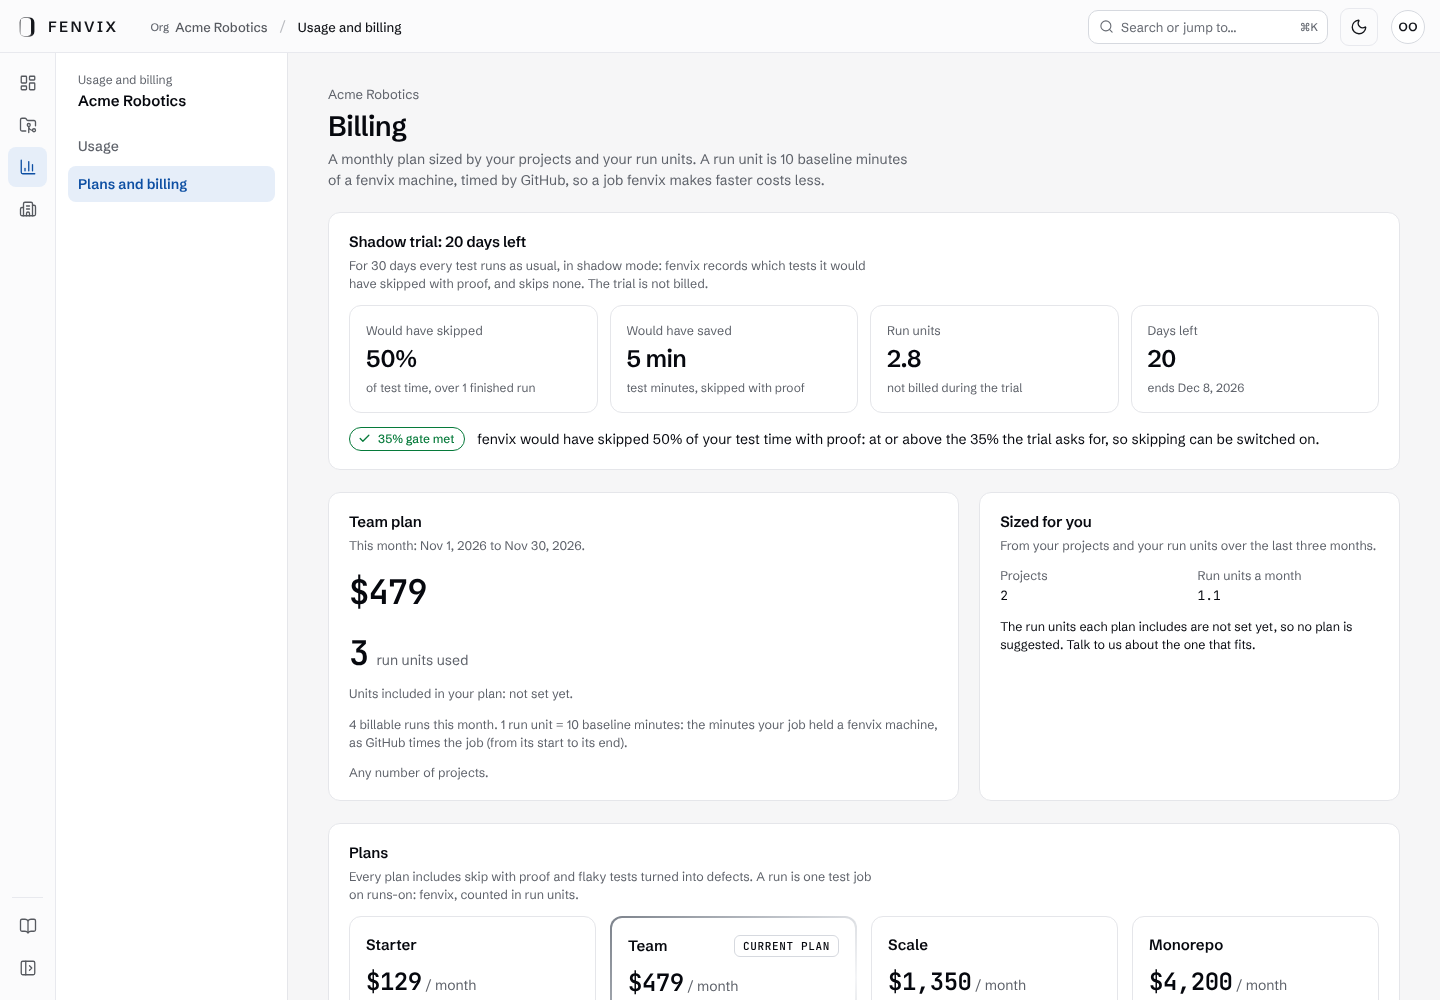 FENVIX
Org Acme Robotics / Usage and billing
Search or jump to... ⌘K
OO
Usage and billing
Acme Robotics
Usage
Plans and billing
Acme Robotics
Billing
A monthly plan sized by your projects and your run units. A run unit is 10 baseline minutes
of a fenvix machine, timed by GitHub, so a job fenvix makes faster costs less.
Shadow trial: 20 days left
For 30 days every test runs as usual, in shadow mode: fenvix records which tests it would
have skipped with proof, and skips none. The trial is not billed.
Would have skipped
50%
of test time, over 1 finished run
Would have saved
5 min
test minutes, skipped with proof
Run units
2.8
not billed during the trial
Days left
20
ends Dec 8, 2026
35% gate met
fenvix would have skipped 50% of your test time with proof: at or above the 35% the trial asks for, so skipping can be switched on.
Team plan
This month: Nov 1, 2026 to Nov 30, 2026.
$479
3 run units used
Units included in your plan: not set yet.
4 billable runs this month. 1 run unit = 10 baseline minutes: the minutes your job held a fenvix machine,
as GitHub times the job (from its start to its end).
Any number of projects.
Sized for you
From your projects and your run units over the last three months.
Projects
2
Run units a month
1.1
The run units each plan includes are not set yet, so no plan is
suggested. Talk to us about the one that fits.
Plans
Every plan includes skip with proof and flaky tests turned into defects. A run is one test job
on runs-on: fenvix, counted in run units.
Starter
$129 / month
Team
CURRENT PLAN
$479 / month
Scale
$1,350 / month
Monorepo
$4,200 / month